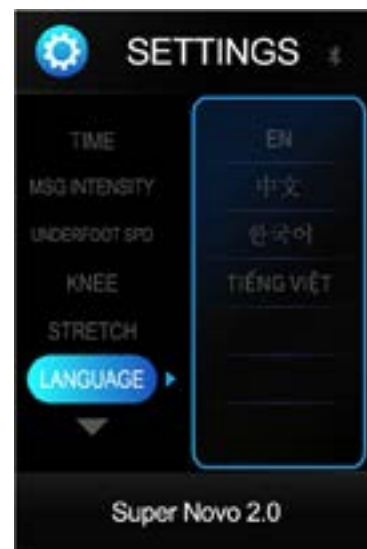 SETTINGS
TIME
MSG INTENSITY
UNDERFOOT SPD
KNEE
STRETCH
LANGUAGE
EN
中文
한국어
TIẾNG VIỆT
Super Novo 2.0